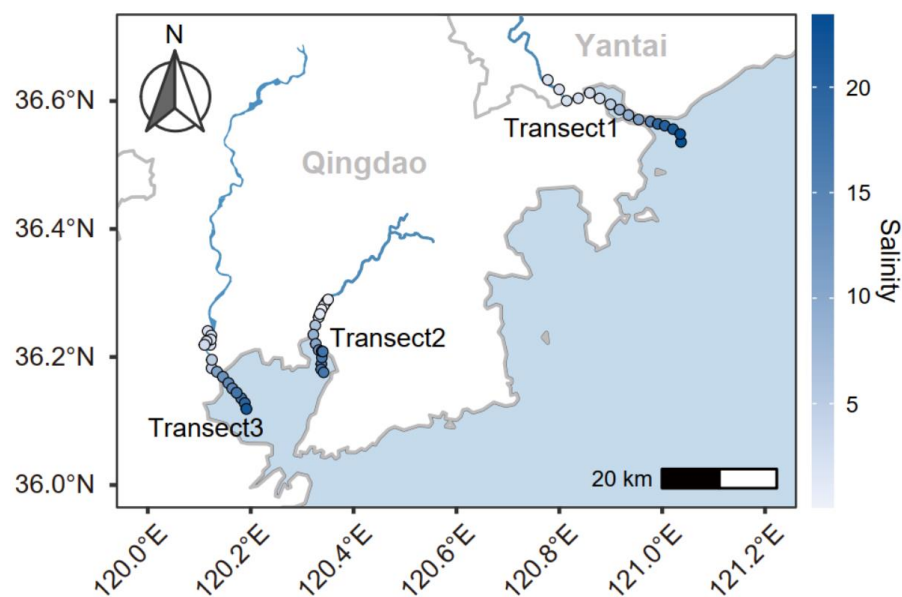 N
Yantai
Transect1
Qingdao
Transect2
Transect3
20 km
36.6°N
36.4°N
36.2°N
36.0°N
120.0°E
120.2°E
120.4°E
120.6°E
120.8°E
121.0°E
121.2°E
20
15
10
5
Salinity